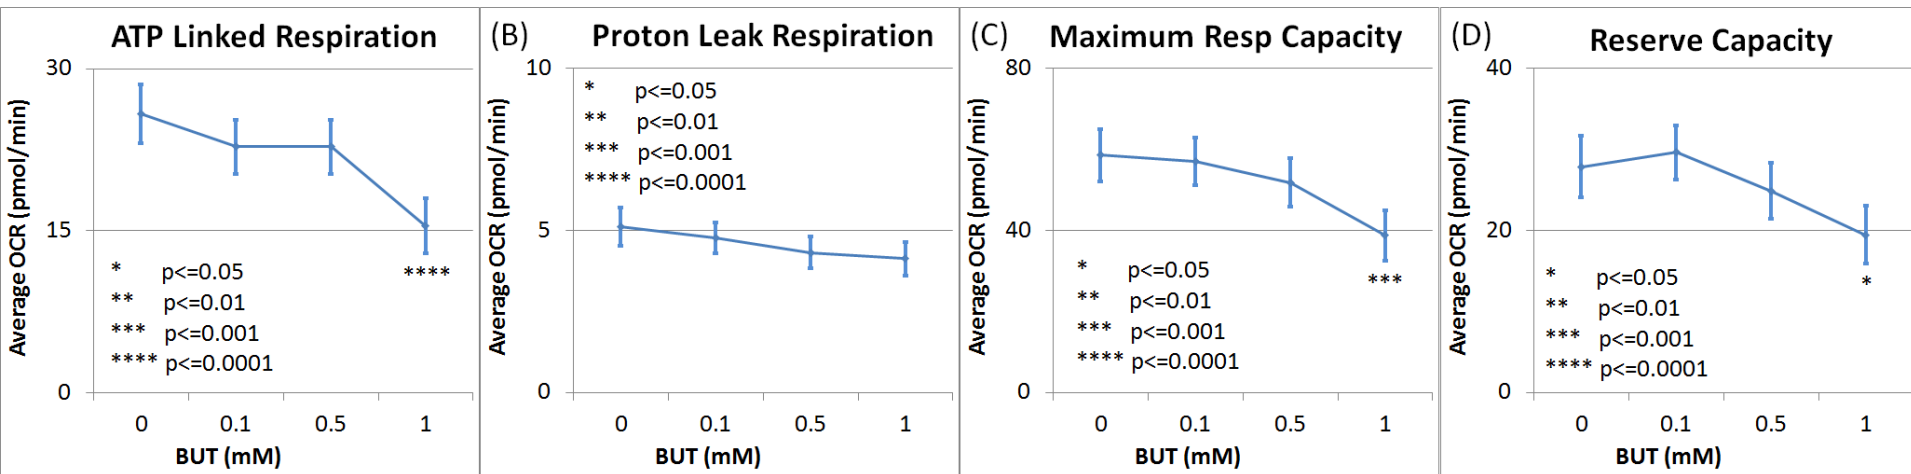 ATP Linked Respiration
30
15
0
Average OCR (pmol/min)
* p<=0.05
** p<=0.01
*** p<=0.001
**** p<=0.0001
****
0 0.1 0.5 1
BUT (mM)
(B) Proton Leak Respiration
10
5
0
Average OCR (pmol/min)
* p<=0.05
** p<=0.01
*** p<=0.001
**** p<=0.0001
0 0.1 0.5 1
BUT (mM)
(C) Maximum Resp Capacity
80
40
0
Average OCR (pmol/min)
* p<=0.05
** p<=0.01
*** p<=0.001
**** p<=0.0001
***
0 0.1 0.5 1
BUT (mM)
(D) Reserve Capacity
40
20
0
Average OCR (pmol/min)
* p<=0.05
** p<=0.01
*** p<=0.001
**** p<=0.0001
*
0 0.1 0.5 1
BUT (mM)